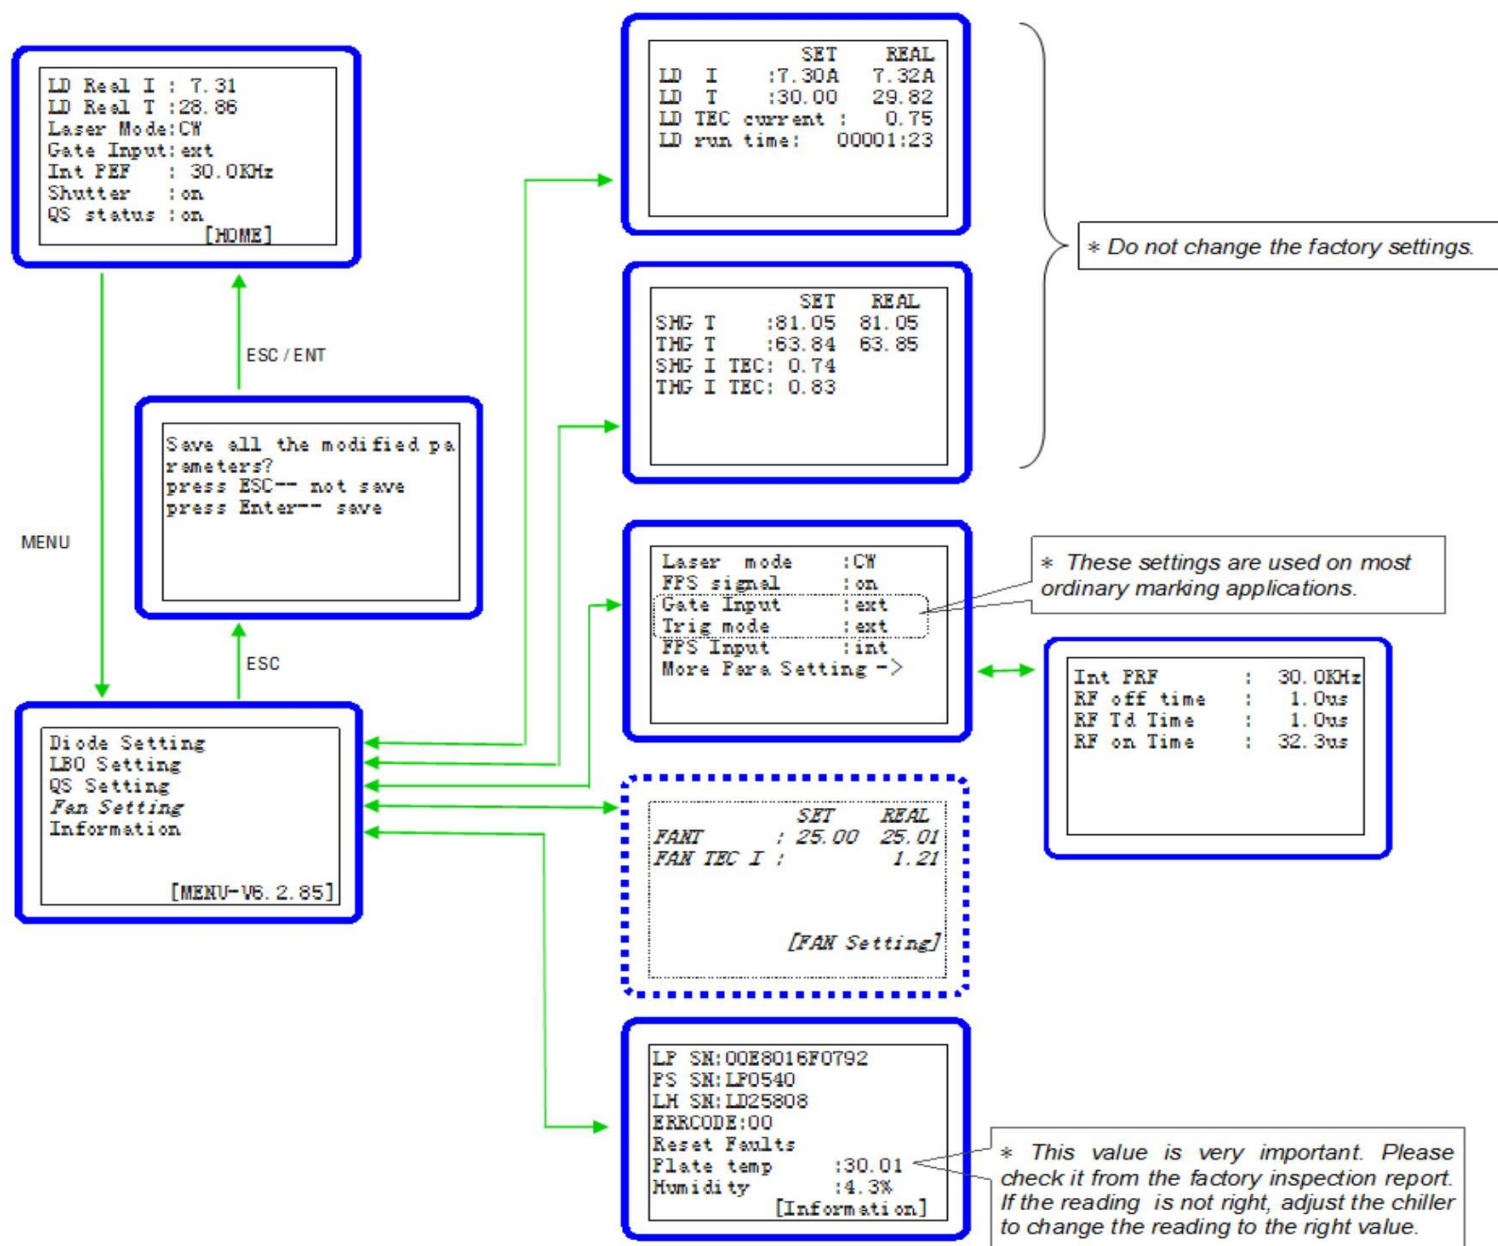 LD Real I : 7.31
LD Real T :28.86
Laser Mode:CW
Gate Input:ext
Int PEF : 30.0KHz
Shutter :on
QS status :on
[HOME]
ESC / ENT
Save all the modified pa
rameters?
press ESC-- not save
press Enter-- save
MENU
ESC
Diode Setting
LBO Setting
QS Setting
Fan Setting
Information
[MENU-V6.2.85]
SET REAL
LD I :7.30A 7.32A
LD T :30.00 29.82
LD TEC current : 0.75
LD run time: 00001:23
SET REAL
SHG T :81.05 81.05
THG T :63.84 63.85
SHG I TEC: 0.74
THG I TEC: 0.83
* Do not change the factory settings.
Laser mode :CW
FPS signal :on
Gate Input :ext
Trig mode :ext
FPS Input :int
More Para Setting ->
* These settings are used on most
ordinary marking applications.
Int PRF : 30.0KHz
RF off time : 1.0us
RF Td Time : 1.0us
RF on Time : 32.3us
SET REAL
FANT : 25.00 25.01
FAN TEC I : 1.21
[FAN Setting]
LP SN:00E8016F0792
PS SN:LP0540
LH SN:LD25808
ERRCODE:00
Reset Faults
Plate temp :30.01
Humidity :4.3%
[Information]
* This value is very important. Please
check it from the factory inspection report.
If the reading is not right, adjust the chiller
to change the reading to the right value.